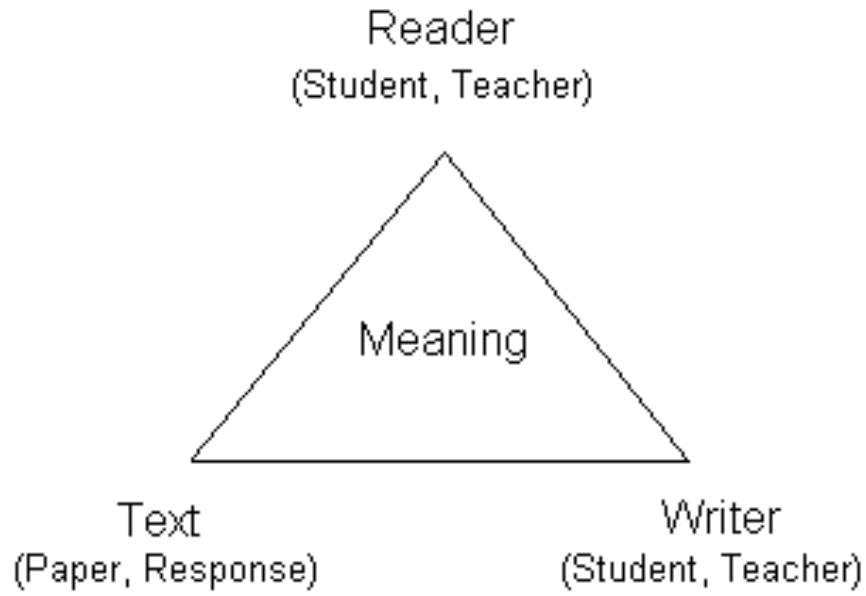 Reader
(Student, Teacher)
Meaning
Text
(Paper, Response)
Writer
(Student, Teacher)